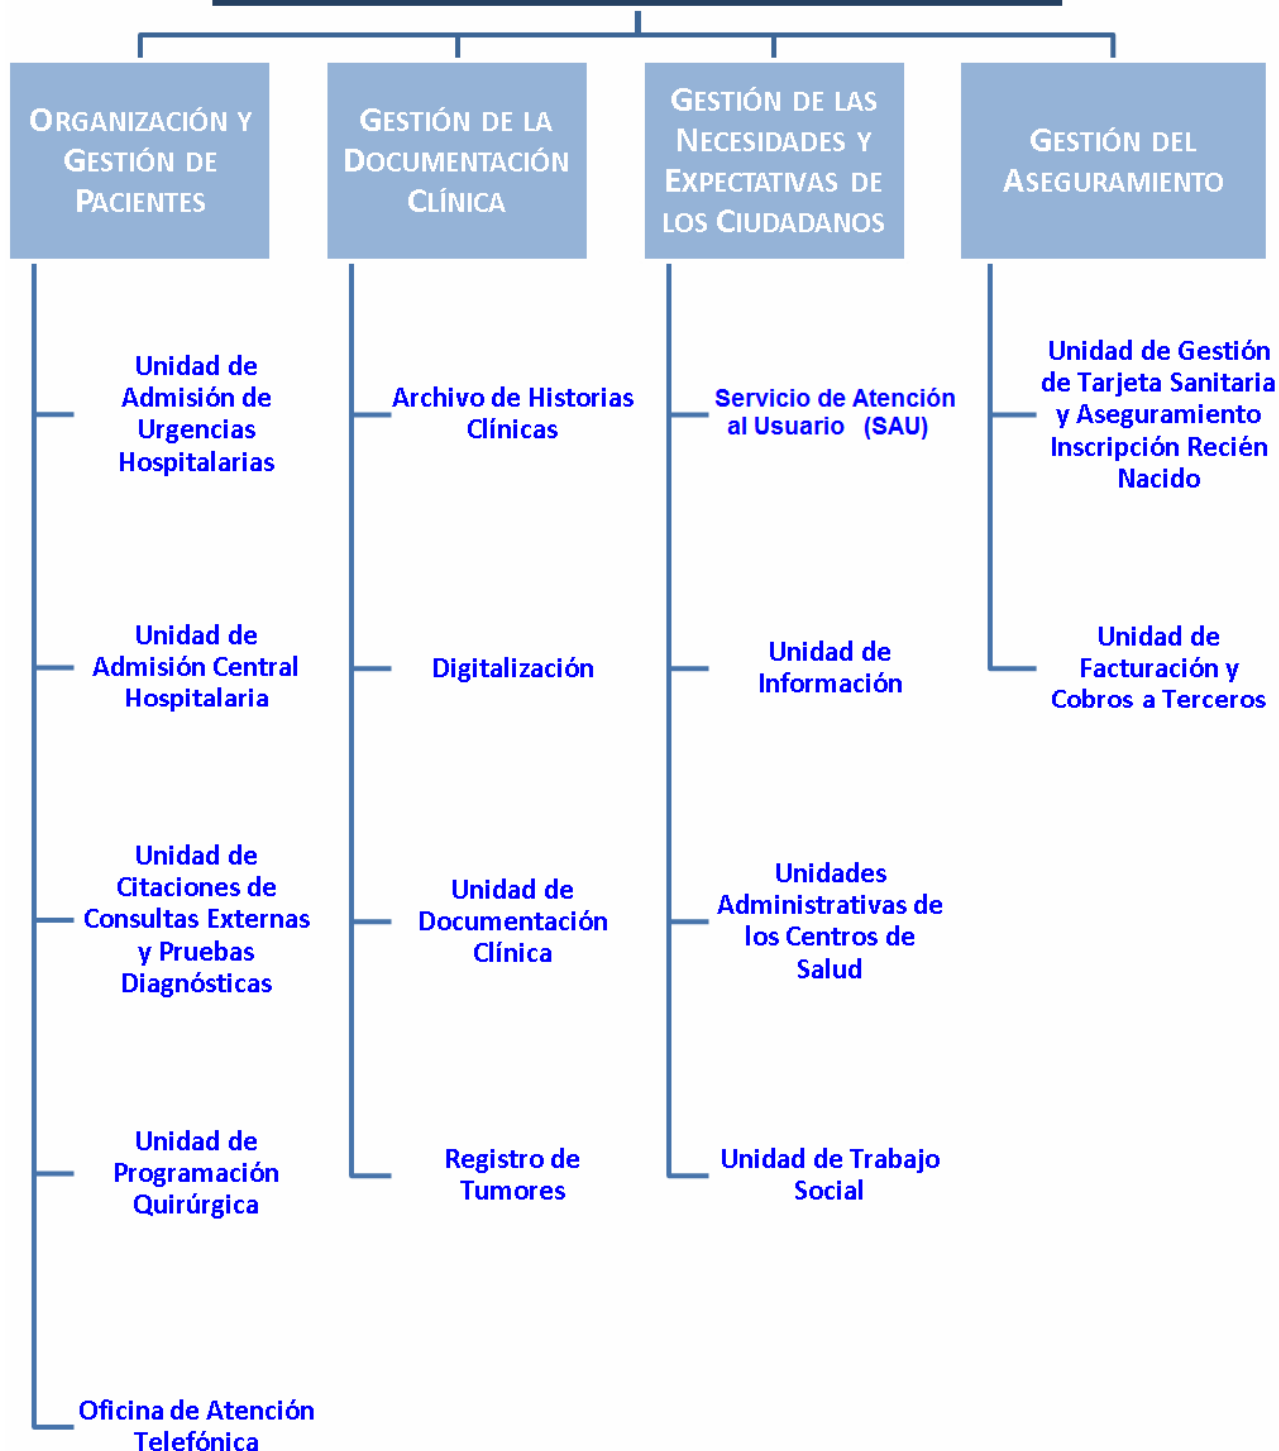 ORGANIZACIÓN Y
GESTIÓN DE
PACIENTES
GESTIÓN DE LA
DOCUMENTACIÓN
CLÍNICA
GESTIÓN DE LAS
NECESIDADES Y
EXPECTATIVAS DE
LOS CIUDADANOS
GESTIÓN DEL
ASEGURAMIENTO
Unidad de
Admisión de
Urgencias
Hospitalarias
Unidad de
Admisión Central
Hospitalaria
Unidad de
Citaciones de
Consultas Externas
y Pruebas
Diagnósticas
Unidad de
Programación
Quirúrgica
Oficina de Atención
Telefónica
Archivo de Historias
Clínicas
Digitalización
Unidad de
Documentación
Clínica
Registro de
Tumores
Servicio de Atención
al Usuario (SAU)
Unidad de
Información
Unidades
Administrativas de
los Centros de
Salud
Unidad de Trabajo
Social
Unidad de Gestión
de Tarjeta Sanitaria
y Aseguramiento
Inscripción Recién
Nacido
Unidad de
Facturación y
Cobros a Terceros